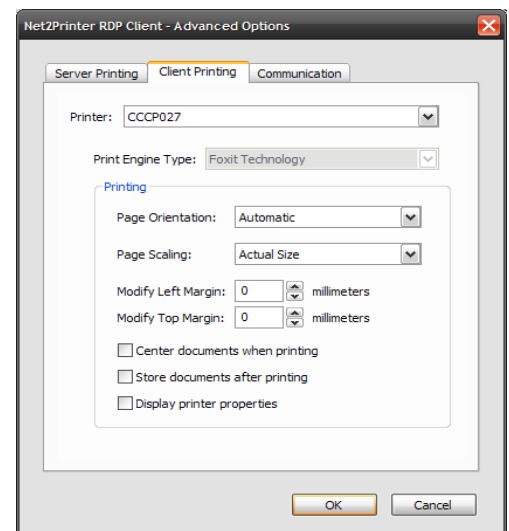 Net2Printer RDP Client - Advanced Options
Server Printing Client Printing Communication
Printer: CCCP027
Print Engine Type: Foxit Technology
Printing
Page Orientation: Automatic
Page Scaling: Actual Size
Modify Left Margin: 0 millimeters
Modify Top Margin: 0 millimeters
Center documents when printing
Store documents after printing
Display printer properties
OK Cancel